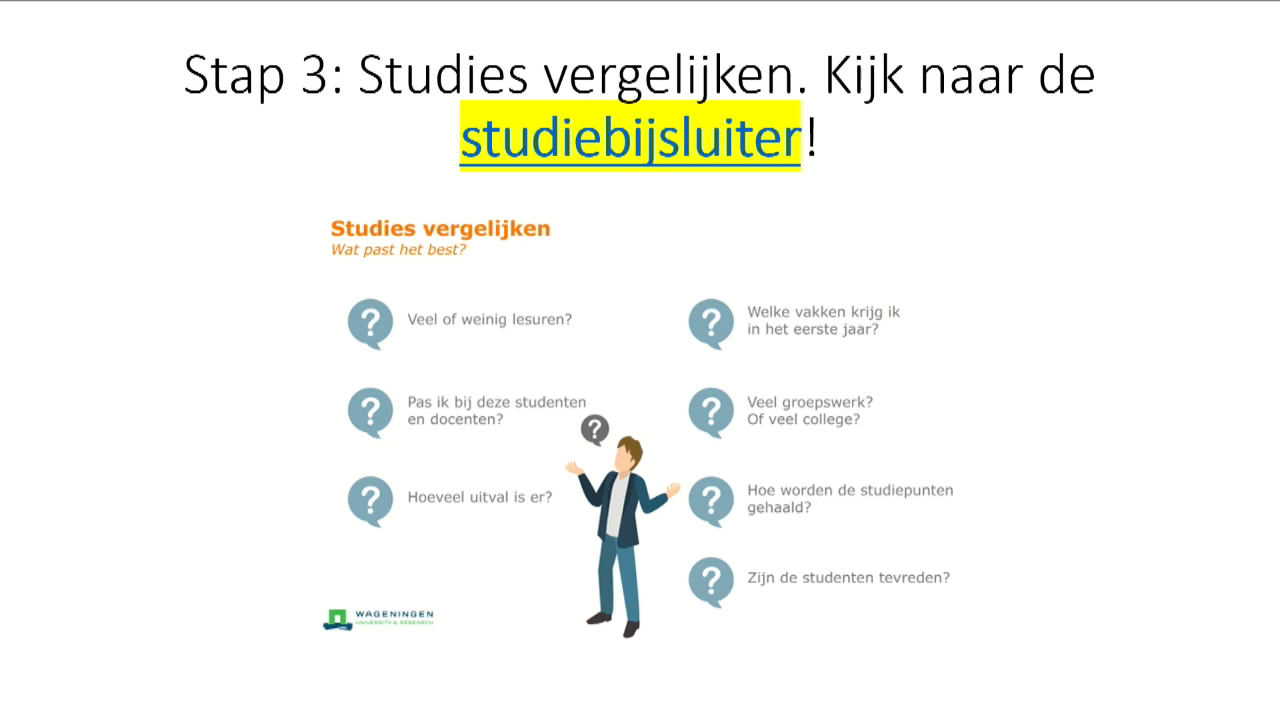 Stap 3: Studies vergelijken. Kijk naar de
studiebijsluiter!
Studies vergelijken
Wat past het best?
Veel of weinig lesuren?
Pas ik bij deze studenten
en docenten?
Hoeveel uitval is er?
Welke vakken krijg ik
in het eerste jaar?
Veel groepswerk?
Of veel college?
Hoe worden de studiepunten
gehaald?
Zijn de studenten tevreden?
WAGENINGEN
UNIVERSITY & RESEARCH